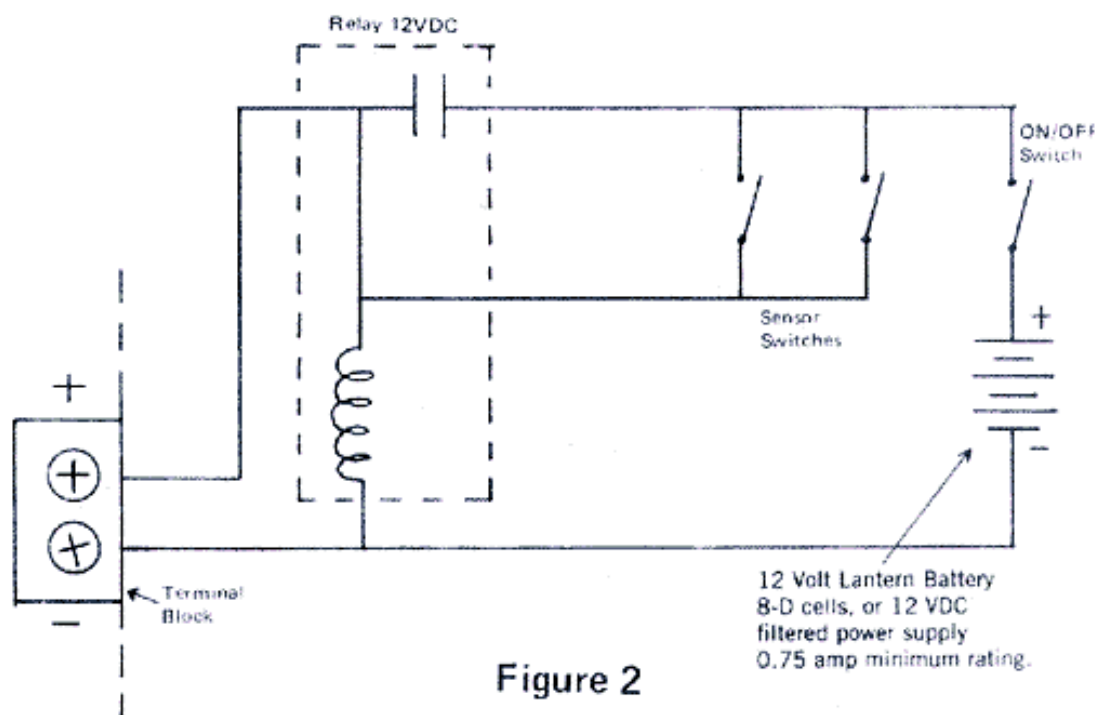 Relay 12VDC
ON/OFF
Switch
Sensor
Switches
+
+
-
12 Volt Lantern Battery
8-D cells, or 12 VDC
filtered power supply
0.75 amp minimum rating.
Terminal
Block
-
Figure 2